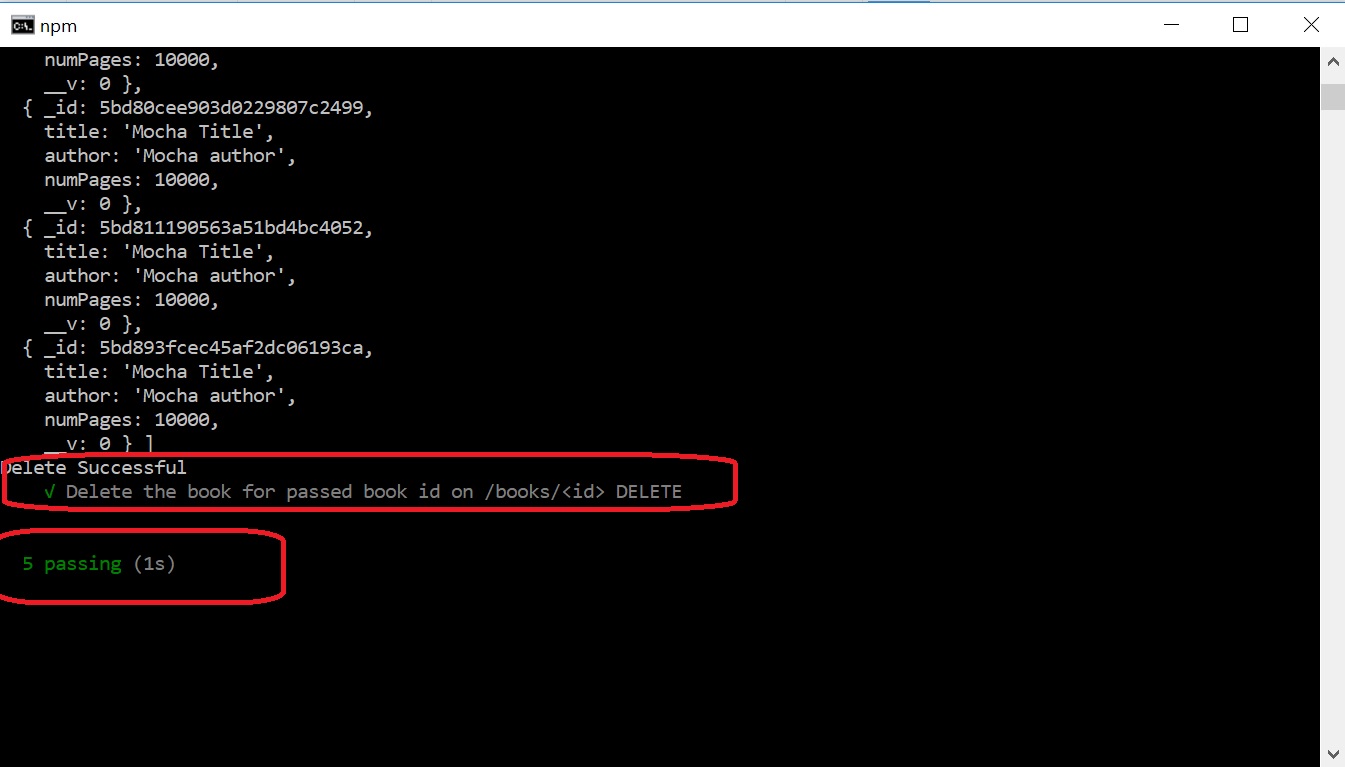 npm
numPages: 10000,
__v: 0 },
{ _id: 5bd80cee903d0229807c2499,
title: 'Mocha Title',
author: 'Mocha author',
numPages: 10000,
__v: 0 },
{ _id: 5bd811190563a51bd4bc4052,
title: 'Mocha Title',
author: 'Mocha author',
numPages: 10000,
__v: 0 },
{ _id: 5bd893fcec45af2dc06193ca,
title: 'Mocha Title',
author: 'Mocha author',
numPages: 10000,
__v: 0 } ]
Delete Successful
√ Delete the book for passed book id on /books/<id> DELETE
5 passing (1s)